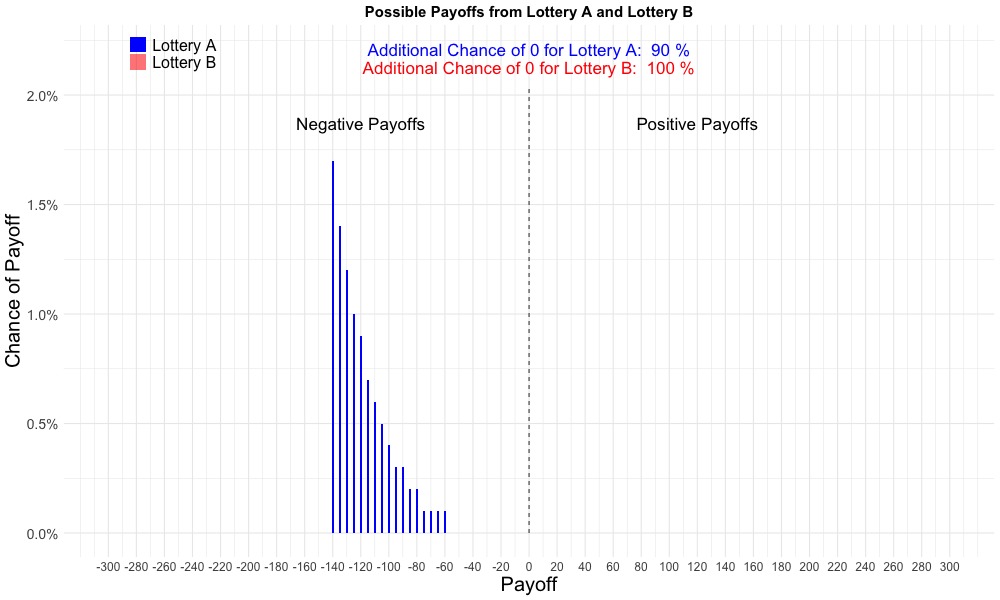 Possible Payoffs from Lottery A and Lottery B
Lottery A
Lottery B
Additional Chance of 0 for Lottery A:  90 %
Additional Chance of 0 for Lottery B:  100 %
Negative Payoffs
Positive Payoffs
Chance of Payoff
2.0%
1.5%
1.0%
0.5%
0.0%
-300 -280 -260 -240 -220 -200 -180 -160 -140 -120 -100 -80 -60 -40 -20 0 20 40 60 80 100 120 140 160 180 200 220 240 260 280 300
Payoff